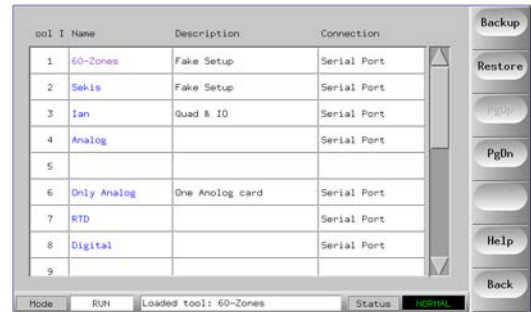 ool I Name Description Connection
1 60-Zones Fake Setup Serial Port
2 Sekis Fake Setup Serial Port
3 Ian Quad & IO Serial Port
4 Analog Serial Port
5
6 Only Analog One Anolog card Serial Port
7 RTD Serial Port
8 Digital Serial Port
9
Mode RUN Loaded tool: 60-Zones Status NORMAL
Backup
Restore
PgUp
PgDn
Help
Back